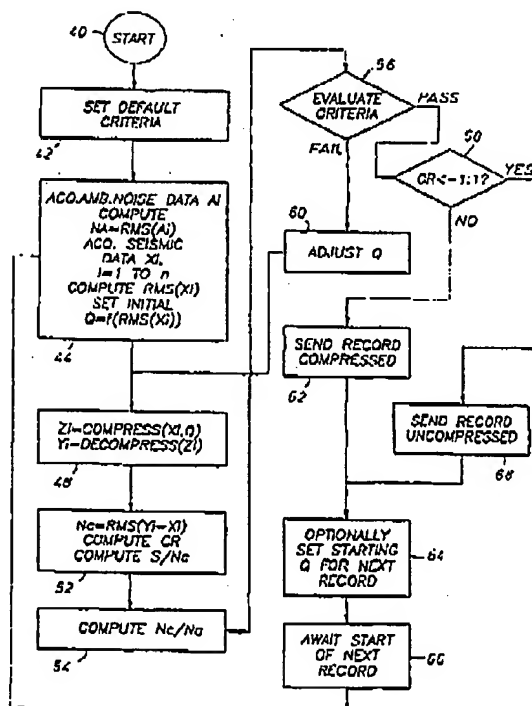 40
START
SET DEFAULT
CRITERIA
42
ACQ.AMB.NOISE DATA Ai
COMPUTE
NA=RMS(Ai)
ACQ. SEISMIC
DATA Xi,
i=1 TO n
COMPUTE RMS(Xi)
SET INITIAL
Q=f(RMS(Xi))
44
Zi=COMPRESS(Xi,Q)
Yi=DECOMPRESS(Zi)
48
Nc=RMS(Yi-Xi)
COMPUTE CR
COMPUTE S/Nc
52
COMPUTE Nc/Na
54
56
EVALUATE
CRITERIA
PASS
FAIL
60
CR<=1:1?
YES
NO
60
ADJUST Q
SEND RECORD
COMPRESSED
62
SEND RECORD
UNCOMPRESSED
68
OPTIONALLY
SET STARTING
Q FOR NEXT
RECORD
64
AWAIT START
OF NEXT
RECORD
66